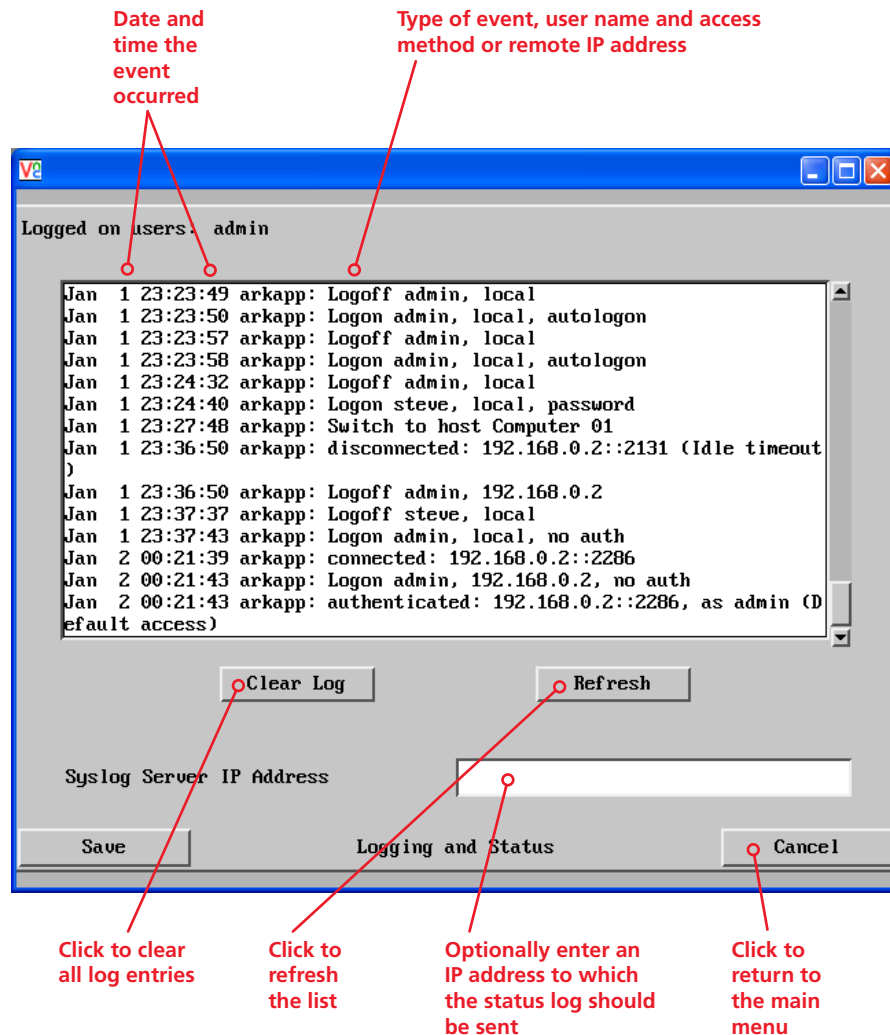 Date and
time the
event
occurred
Type of event, user name and access
method or remote IP address
Logged on users: admin
Jan 1 23:23:49 arkapp: Logoff admin, local
Jan 1 23:23:50 arkapp: Logon admin, local, autologon
Jan 1 23:23:57 arkapp: Logoff admin, local
Jan 1 23:23:58 arkapp: Logon admin, local, autologon
Jan 1 23:24:32 arkapp: Logoff admin, local
Jan 1 23:24:40 arkapp: Logon steve, local, password
Jan 1 23:27:48 arkapp: Switch to host Computer 01
Jan 1 23:36:50 arkapp: disconnected: 192.168.0.2::2131 (Idle timeout
)
Jan 1 23:36:50 arkapp: Logoff admin, 192.168.0.2
Jan 1 23:37:37 arkapp: Logoff steve, local
Jan 1 23:37:43 arkapp: Logon admin, local, no auth
Jan 2 00:21:39 arkapp: connected: 192.168.0.2::2286
Jan 2 00:21:43 arkapp: Logon admin, 192.168.0.2, no auth
Jan 2 00:21:43 arkapp: authenticated: 192.168.0.2::2286, as admin (D
efault access)
Clear Log
Refresh
Syslog Server IP Address
Save
Logging and Status
Cancel
Click to clear
all log entries
Click to
refresh
the list
Optionally enter an
IP address to which
the status log should
be sent
Click to
return to
the main
menu